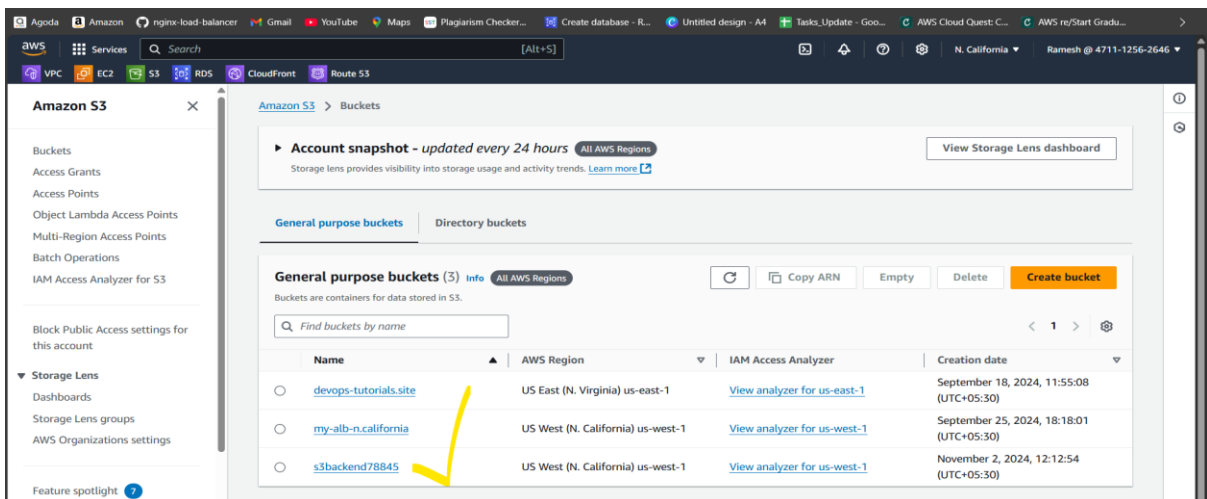 Agoda Amazon nginx-load-balancer Gmail YouTube Maps Plagiarism Checker... Create database - R... Untitled design - A4 Tasks_Update - Goo... AWS Cloud Quest: C... AWS re/Start Gradu...
aws Services Search [Alt+S] N. California Ramesh @ 4711-1256-2646
VPC EC2 S3 RDS CloudFront Route 53
Amazon S3
Buckets
Access Grants
Access Points
Object Lambda Access Points
Multi-Region Access Points
Batch Operations
IAM Access Analyzer for S3
Block Public Access settings for
this account
Storage Lens
Dashboards
Storage Lens groups
AWS Organizations settings
Feature spotlight 7
Amazon S3 > Buckets
Account snapshot - updated every 24 hours All AWS Regions
Storage lens provides visibility into storage usage and activity trends. Learn more
View Storage Lens dashboard
General purpose buckets Directory buckets
General purpose buckets (3) Info All AWS Regions
Buckets are containers for data stored in S3.
Copy ARN Empty Delete Create bucket
Find buckets by name
1
Name AWS Region IAM Access Analyzer Creation date
devops-tutorials.site US East (N. Virginia) us-east-1 View analyzer for us-east-1 September 18, 2024, 11:55:08
(UTC+05:30)
my-alb-n.california US West (N. California) us-west-1 View analyzer for us-west-1 September 25, 2024, 18:18:01
(UTC+05:30)
s3backend78845 US West (N. California) us-west-1 View analyzer for us-west-1 November 2, 2024, 12:12:54
(UTC+05:30)